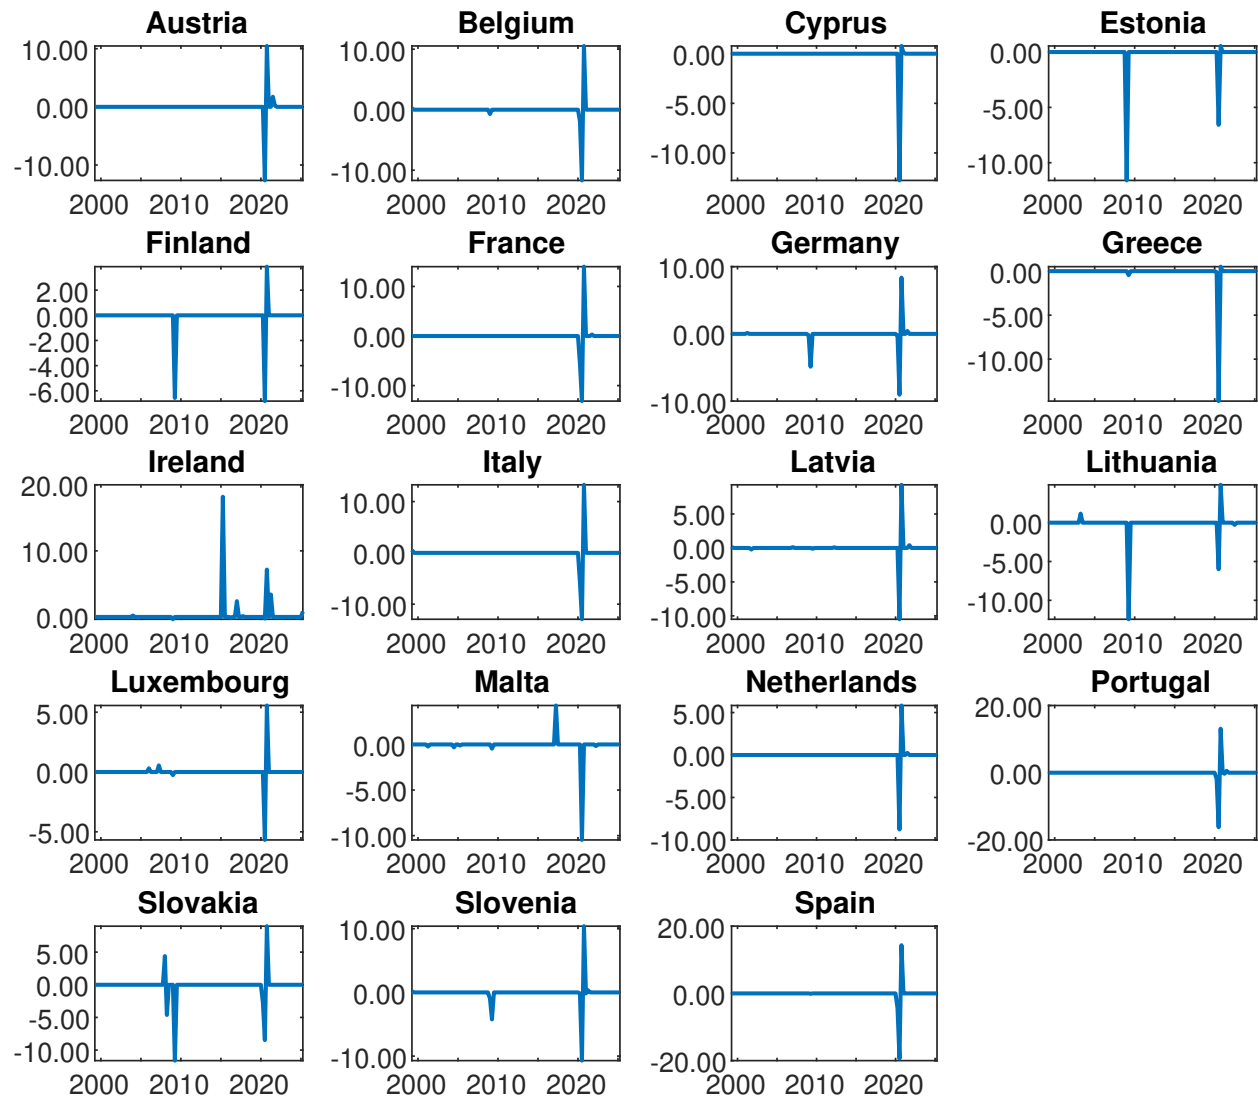 Austria Belgium Cyprus Estonia
10.00 10.00 0.00 0.00
0.00 0.00 -5.00 -5.00
-10.00 -10.00 -10.00 -10.00
2000 2010 2020 2000 2010 2020 2000 2010 2020 2000 2010 2020
Finland France Germany Greece
2.00 10.00 10.00 0.00
0.00 0.00 0.00 -5.00
-2.00 -10.00 -10.00 -10.00
-4.00
-6.00
2000 2010 2020 2000 2010 2020 2000 2010 2020 2000 2010 2020
Ireland Italy Latvia Lithuania
20.00 10.00 5.00 0.00
10.00 0.00 0.00 -5.00
0.00 -10.00 -5.00 -10.00
-10.00
2000 2010 2020 2000 2010 2020 2000 2010 2020 2000 2010 2020
Luxembourg Malta Netherlands Portugal
5.00 0.00 5.00 20.00
0.00 -5.00 0.00 0.00
-5.00 -10.00 -5.00 -20.00
-10.00
2000 2010 2020 2000 2010 2020 2000 2010 2020 2000 2010 2020
Slovakia Slovenia Spain
5.00 10.00 20.00
0.00 0.00 0.00
-5.00 -10.00 -20.00
-10.00
2000 2010 2020 2000 2010 2020 2000 2010 2020